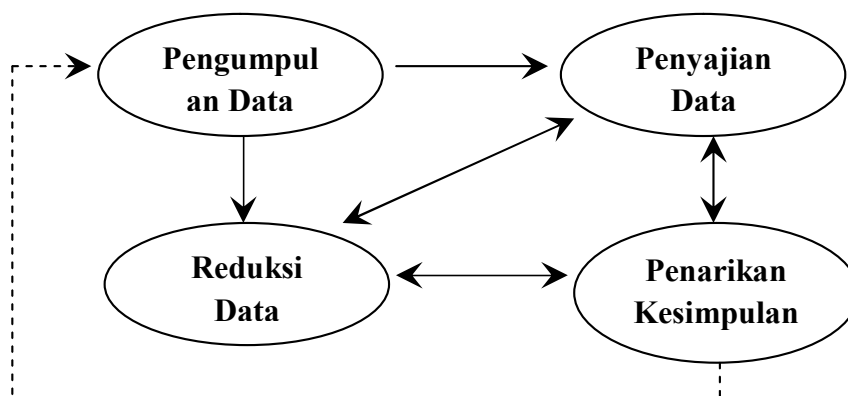 Pengumpul
an Data
Penyajian
Data
Reduksi
Data
Penarikan
Kesimpulan